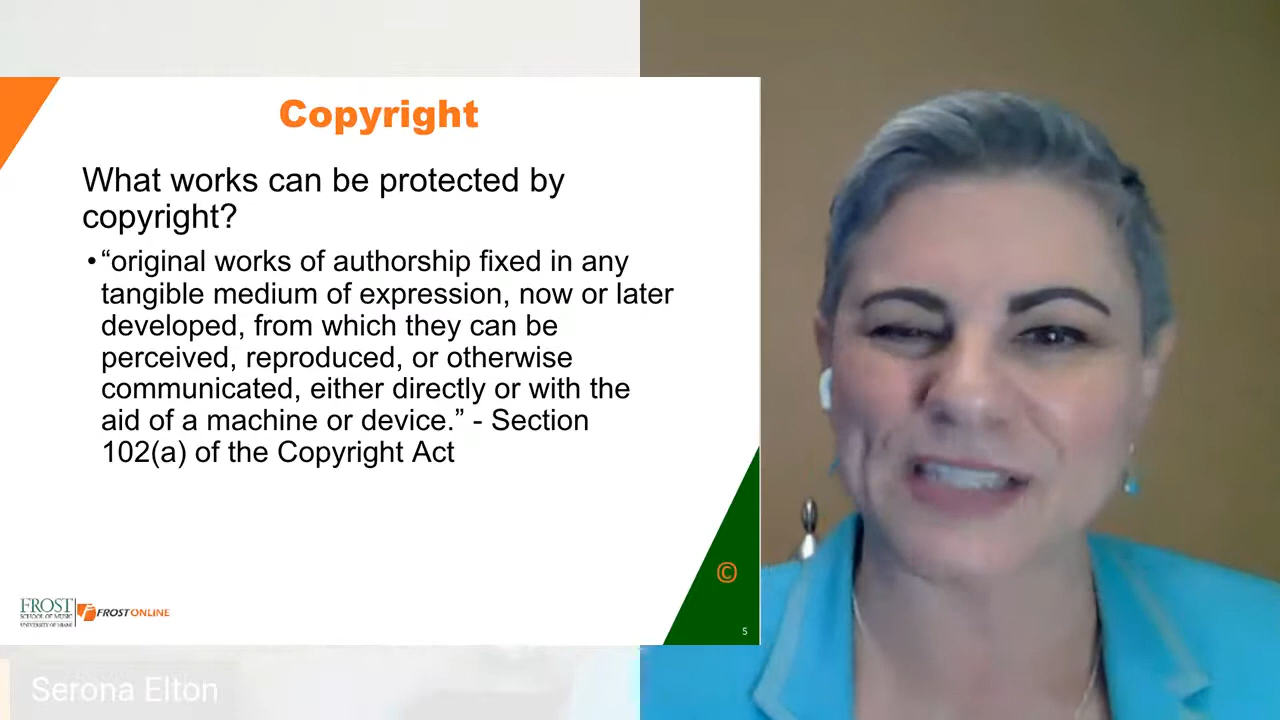 Copyright
What works can be protected by
copyright?
•“original works of authorship fixed in any
tangible medium of expression, now or later
developed, from which they can be
perceived, reproduced, or otherwise
communicated, either directly or with the
aid of a machine or device.” - Section
102(a) of the Copyright Act
©
FROST
SCHOOL OF MUSIC
UNIVERSITY OF MIAMI
FROST ONLINE
5
Serona Elton